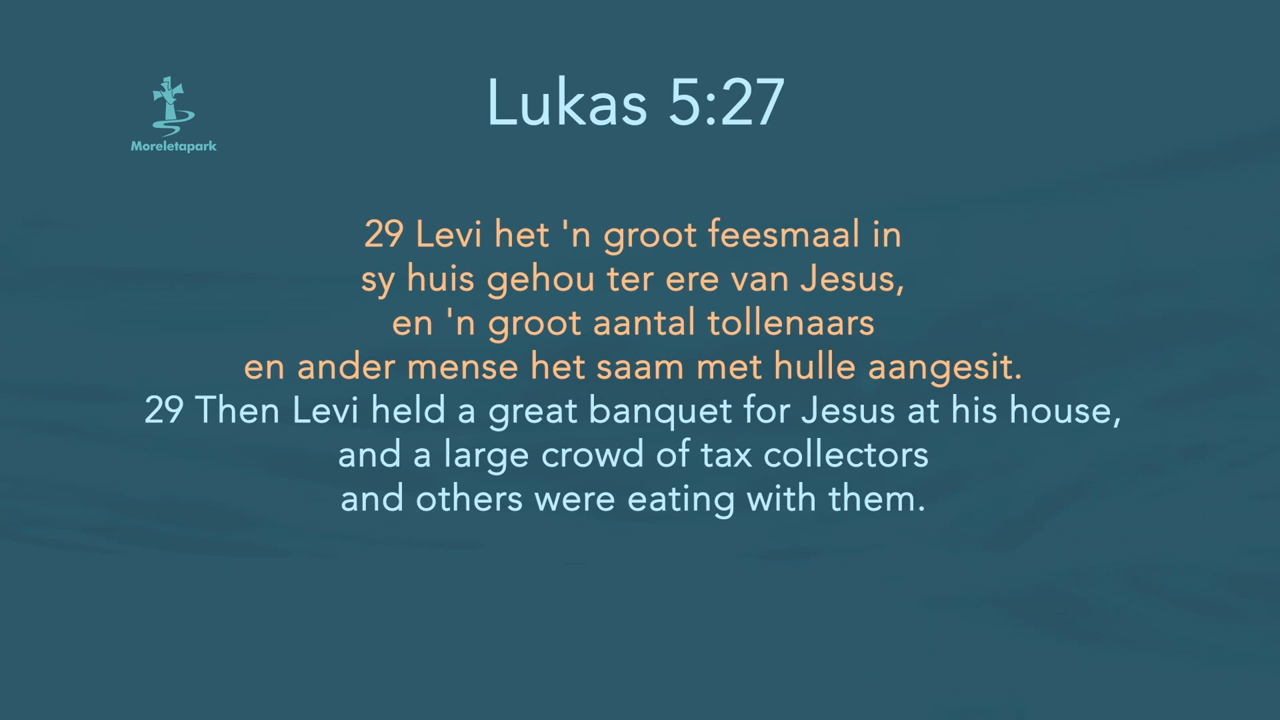 Lukas 5:27
Moreletapark
29 Levi het 'n groot feesmaal in
sy huis gehou ter ere van Jesus,
en 'n groot aantal tollenaars
en ander mense het saam met hulle aangesit.
29 Then Levi held a great banquet for Jesus at his house,
and a large crowd of tax collectors
and others were eating with them.